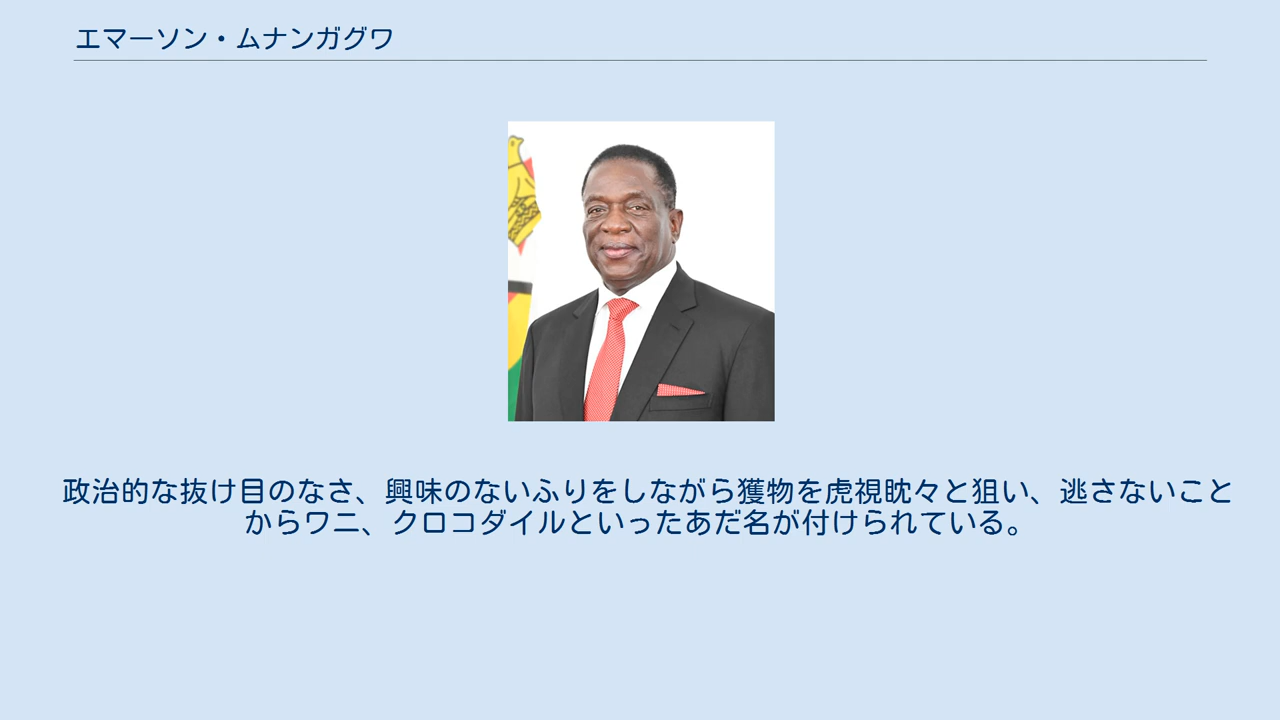 エマーソン・ムナンガグワ
政治的な抜け目のなさ、興味のないふりをしながら獲物を虎視眈々と狙い、逃さないこと
からワニ、クロコダイルといったあだ名が付けられている。